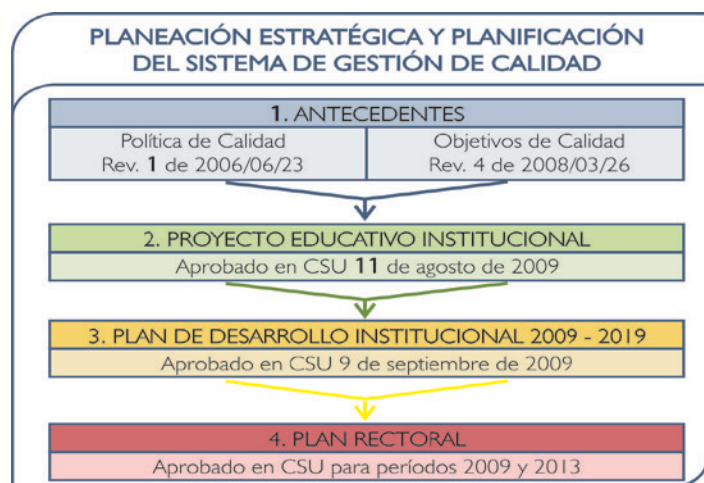 PLANEACIÓN ESTRATÉGICA Y PLANIFICACIÓN
DEL SISTEMA DE GESTIÓN DE CALIDAD
1. ANTECEDENTES
Política de Calidad
Rev. 1 de 2006/06/23
Objetivos de Calidad
Rev. 4 de 2008/03/26
2. PROYECTO EDUCATIVO INSTITUCIONAL
Aprobado en CSU 11 de agosto de 2009
3. PLAN DE DESARROLLO INSTITUCIONAL 2009 - 2019
Aprobado en CSU 9 de septiembre de 2009
4. PLAN RECTORAL
Aprobado en CSU para períodos 2009 y 2013